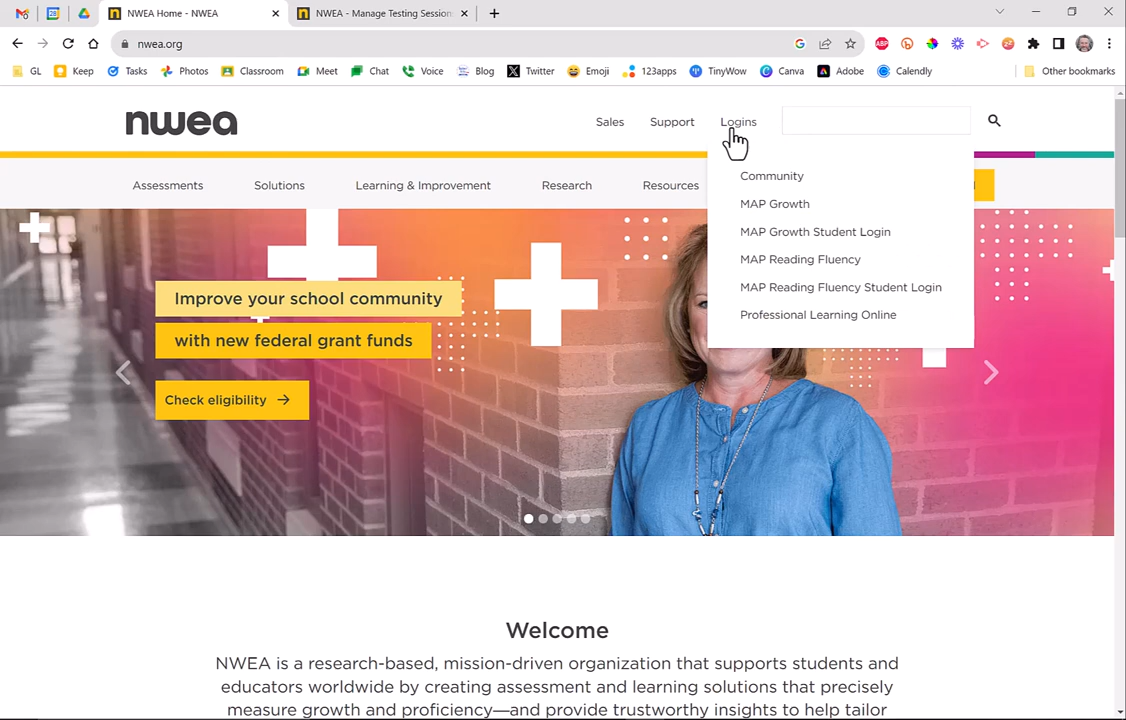 NWEA Home - NWEA
NWEA - Manage Testing Session
nwea.org
GL
Keep
Tasks
Photos
Classroom
Meet
Chat
Voice
Blog
Twitter
Emoji
123apps
TinyWow
Canva
Adobe
Calendly
Other bookmarks
nwea
Sales
Support
Logins
Assessments
Solutions
Learning & Improvement
Research
Resources
Community
MAP Growth
MAP Growth Student Login
MAP Reading Fluency
MAP Reading Fluency Student Login
Professional Learning Online
Improve your school community
with new federal grant funds
Check eligibility
Welcome
NWEA is a research-based, mission-driven organization that supports students and
educators worldwide by creating assessment and learning solutions that precisely
measure growth and proficiency—and provide trustworthy insights to help tailor